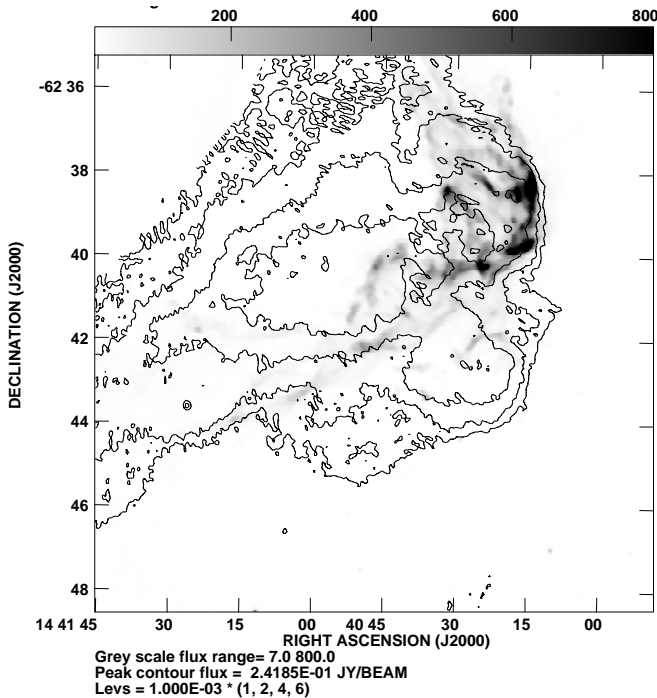 200 400 600 800
-62 36
38
40
42
44
46
48
DECLINATION (J2000)
14 41 45 30 15 00 40 45 30 15 00
RIGHT ASCENSION (J2000)
Grey scale flux range= 7.0 800.0
Peak contour flux = 2.4185E-01 JY/BEAM
Levs = 1.000E-03 * (1, 2, 4, 6)